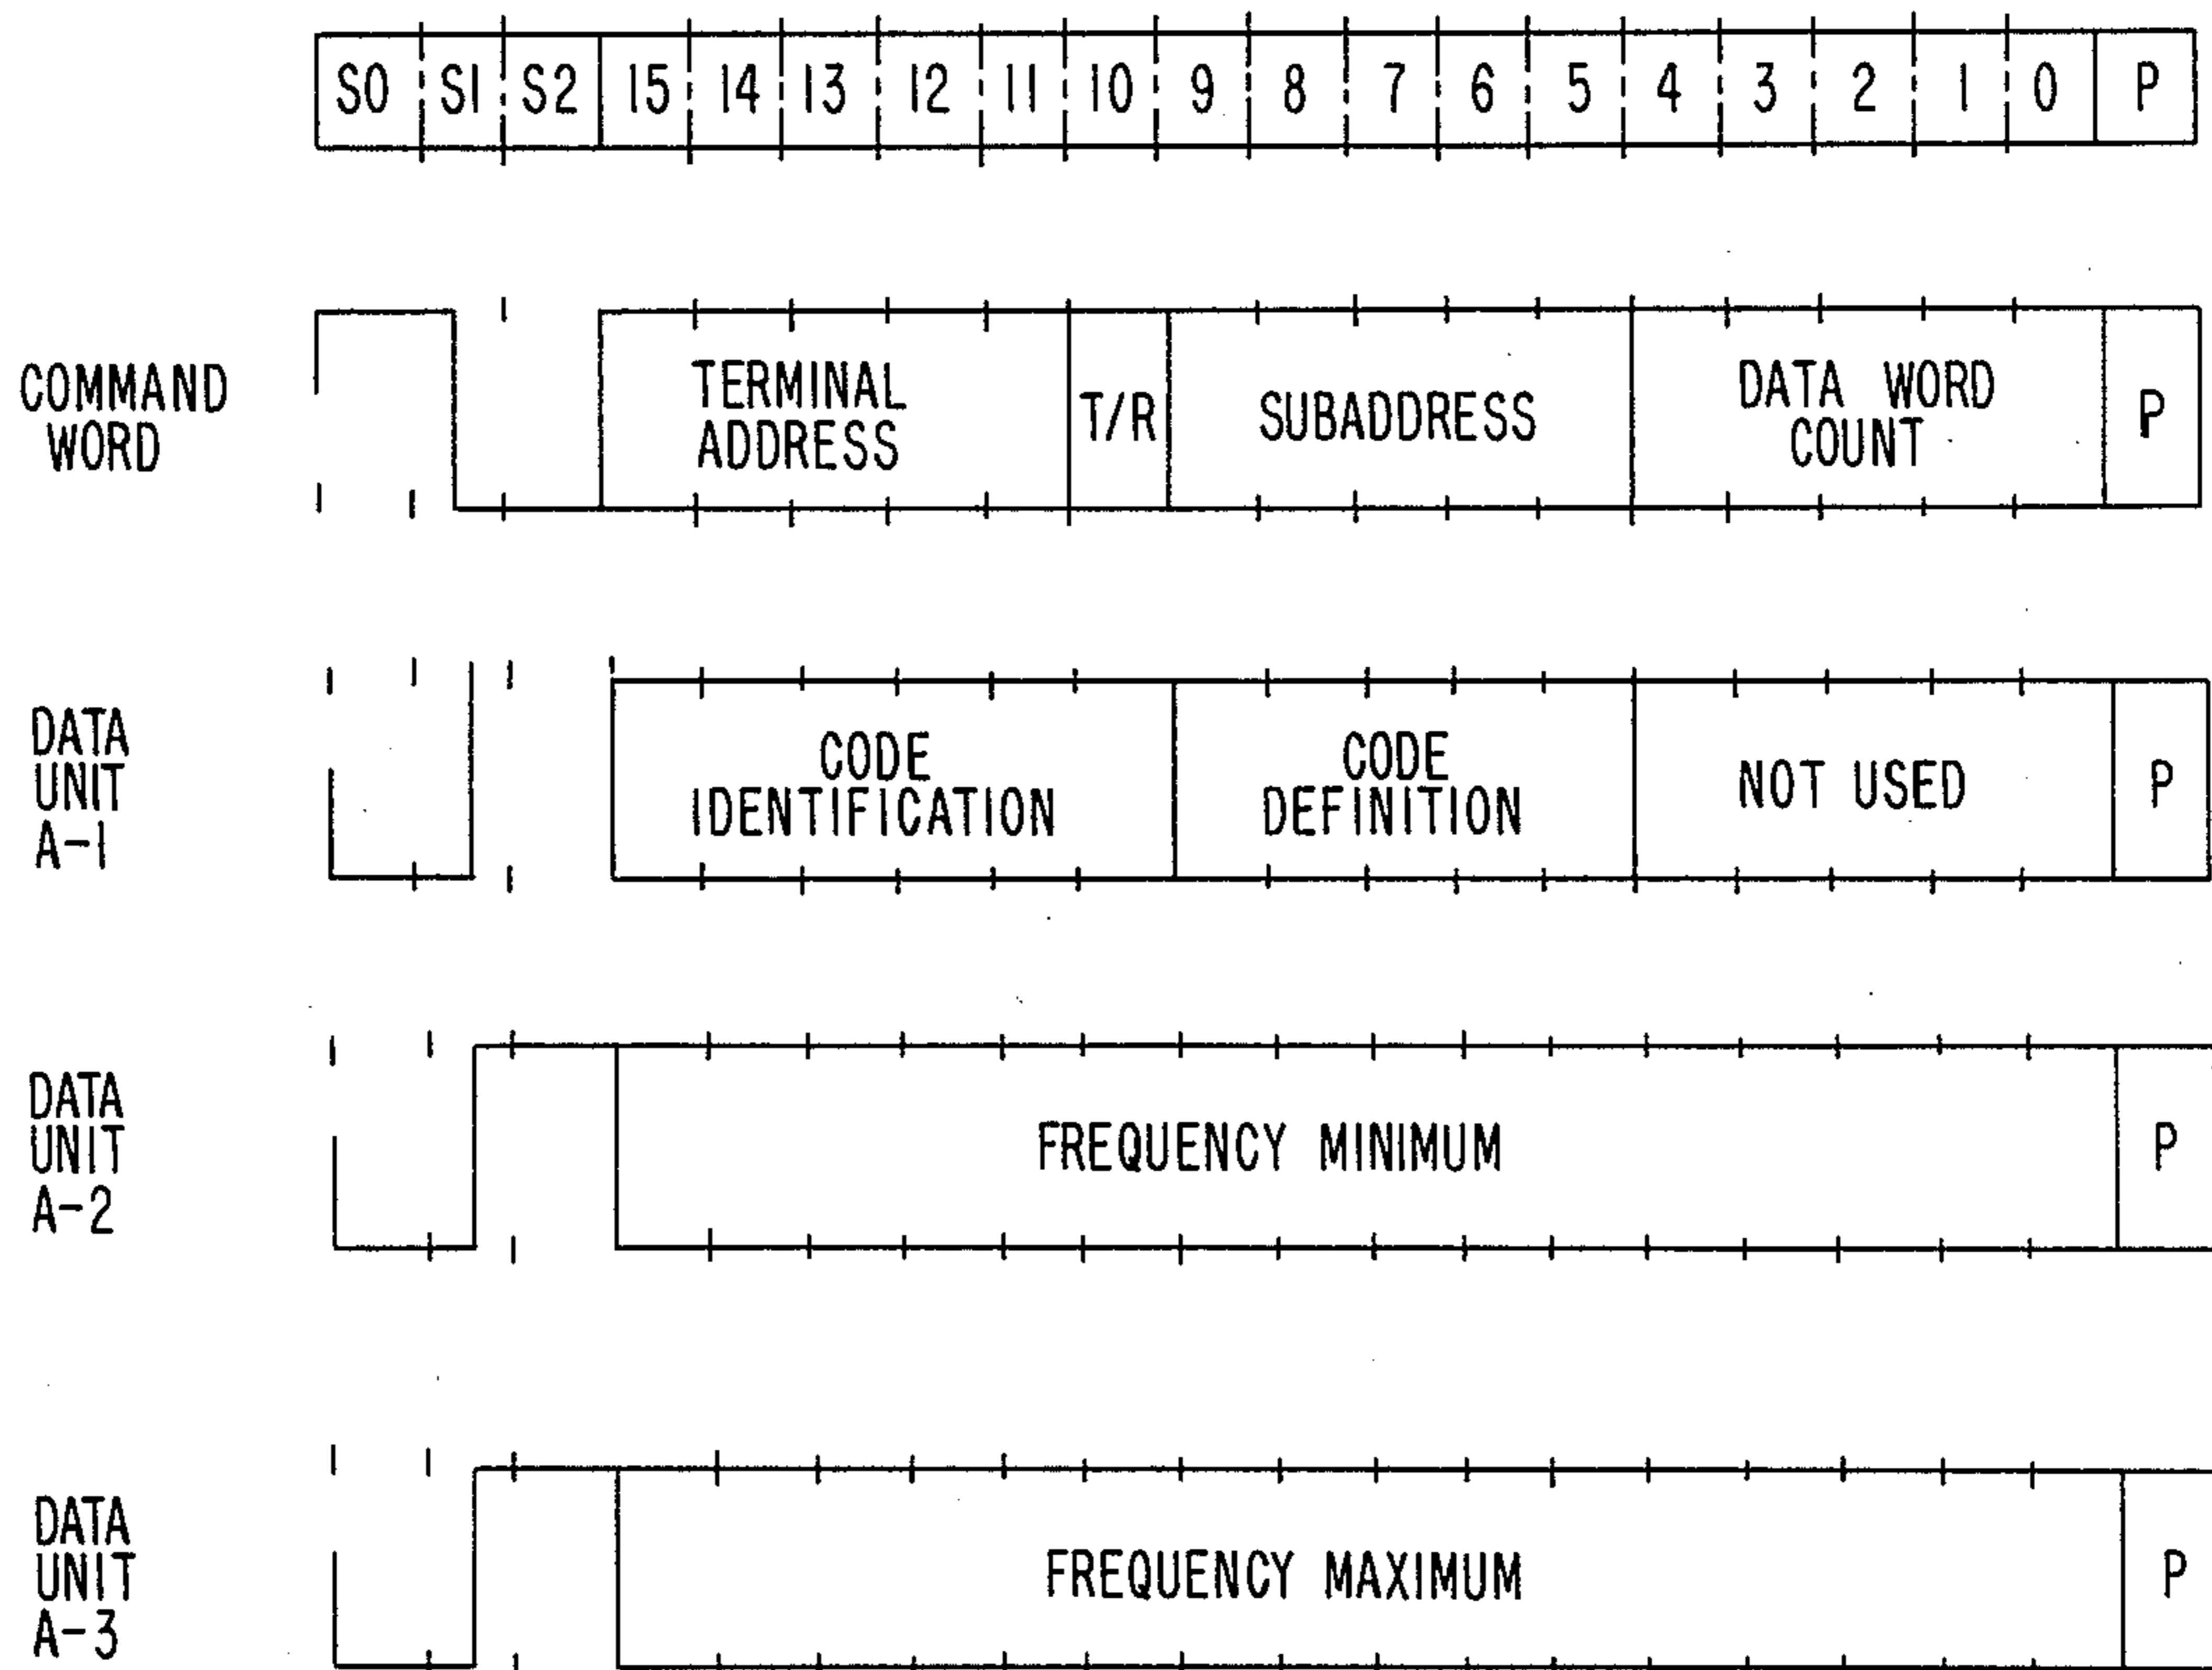 S0 S1 S2 15 14 13 12 11 10 9 8 7 6 5 4 3 2 1 0 P
COMMAND
WORD
TERMINAL
ADDRESS
T/R
SUBADDRESS
DATA WORD
COUNT
P
DATA
UNIT
A-1
CODE
IDENTIFICATION
CODE
DEFINITION
NOT USED
P
DATA
UNIT
A-2
FREQUENCY MINIMUM
P
DATA
UNIT
A-3
FREQUENCY MAXIMUM
P